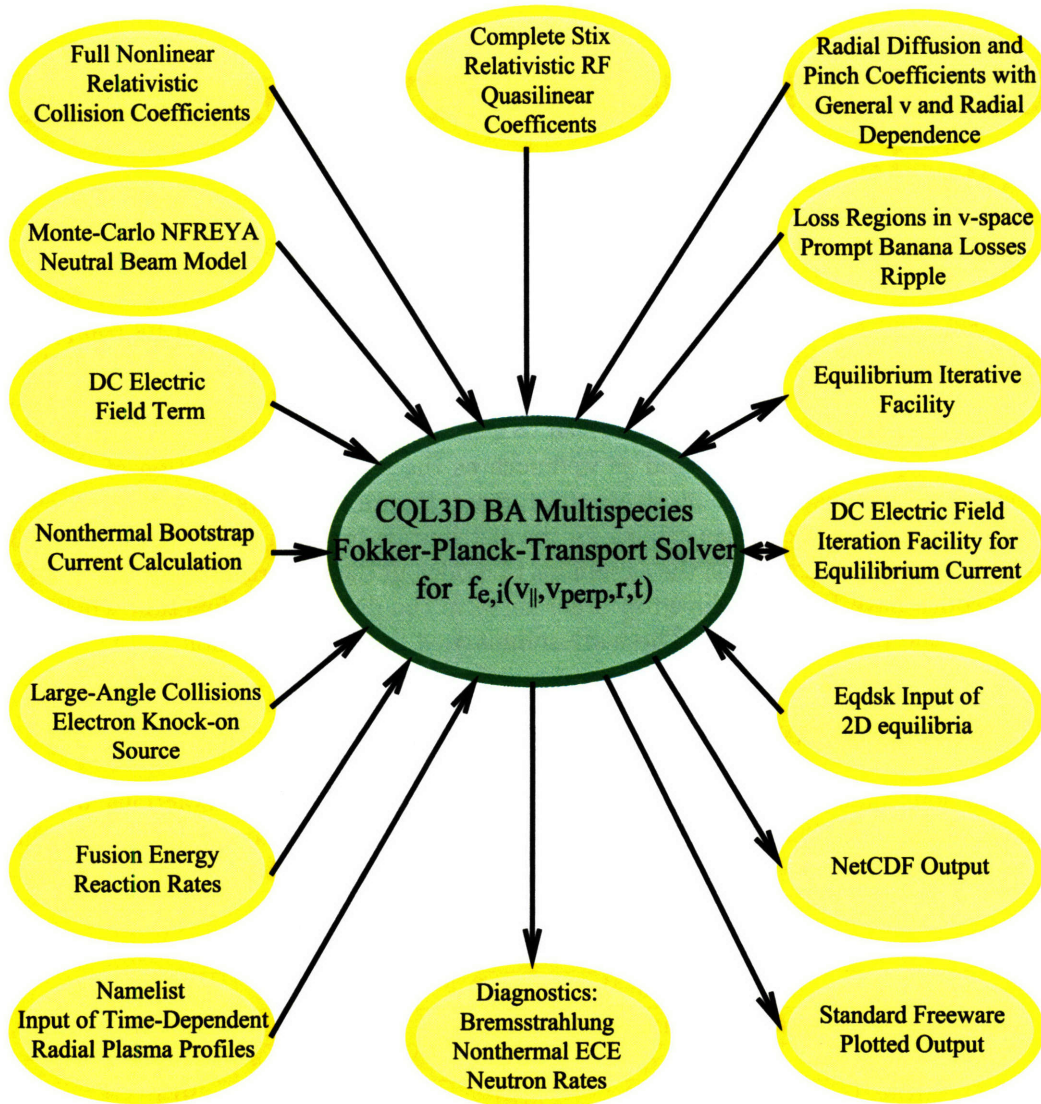 Full Nonlinear
Relativistic
Collision Coefficients
Complete Stix
Relativistic RF
Quasilinear
Coefficents
Radial Diffusion and
Pinch Coefficients with
General v and Radial
Dependence
Monte-Carlo NFREYA
Neutral Beam Model
Loss Regions in v-space
Prompt Banana Losses
Ripple
DC Electric
Field Term
Equilibrium Iterative
Facility
CQL3D BA Multispecies
Fokker-Planck-Transport Solver
for f_{e,i}(v_{||},v_{perp},r,t)
Nonthermal Bootstrap
Current Calculation
DC Electric Field
Iteration Facility for
Equlilibrium Current
Large-Angle Collisions
Electron Knock-on
Source
Eqdsk Input of
2D equilibria
Fusion Energy
Reaction Rates
NetCDF Output
Namelist
Input of Time-Dependent
Radial Plasma Profiles
Diagnostics:
Bremsstrahlung
Nonthermal ECE
Neutron Rates
Standard Freeware
Plotted Output